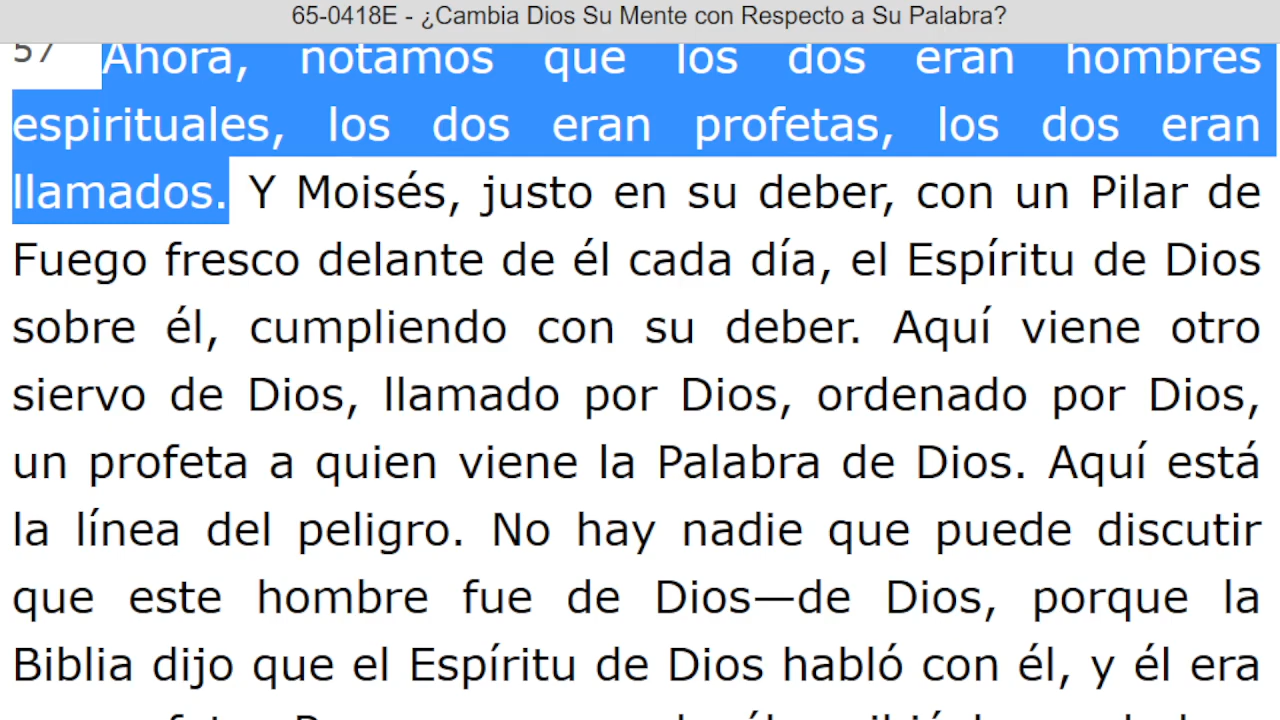 65-0418E - ¿Cambia Dios Su Mente con Respecto a Su Palabra?
57 Ahora, notamos que los dos eran hombres
espirituales, los dos eran profetas, los dos eran
llamados. Y Moisés, justo en su deber, con un Pilar de
Fuego fresco delante de él cada día, el Espíritu de Dios
sobre él, cumpliendo con su deber. Aquí viene otro
siervo de Dios, llamado por Dios, ordenado por Dios,
un profeta a quien viene la Palabra de Dios. Aquí está
la línea del peligro. No hay nadie que puede discutir
que este hombre fue de Dios—de Dios, porque la
Biblia dijo que el Espíritu de Dios habló con él, y él era